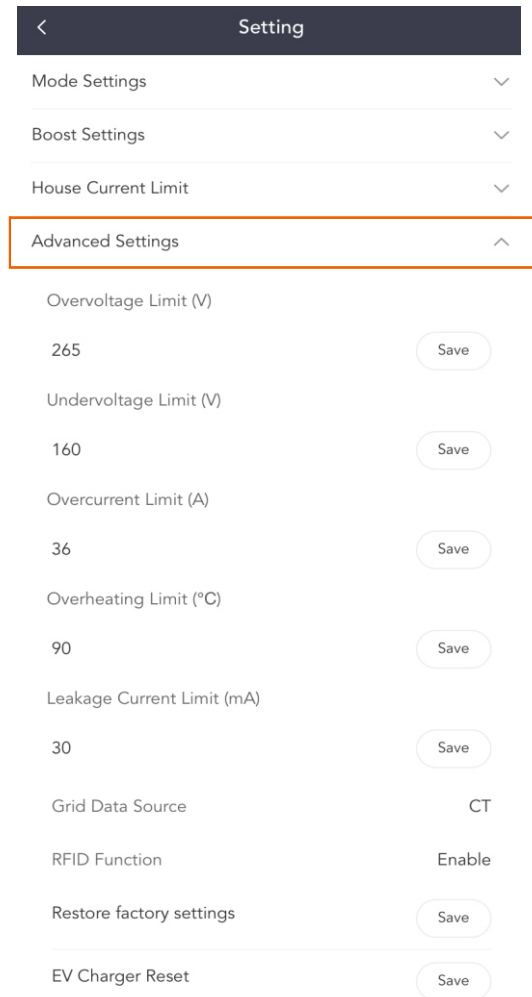 Setting
Mode Settings
Boost Settings
House Current Limit
Advanced Settings
Overvoltage Limit (V)
265 Save
Undervoltage Limit (V)
160 Save
Overcurrent Limit (A)
36 Save
Overheating Limit (°C)
90 Save
Leakage Current Limit (mA)
30 Save
Grid Data Source CT
RFID Function Enable
Restore factory settings Save
EV Charger Reset Save